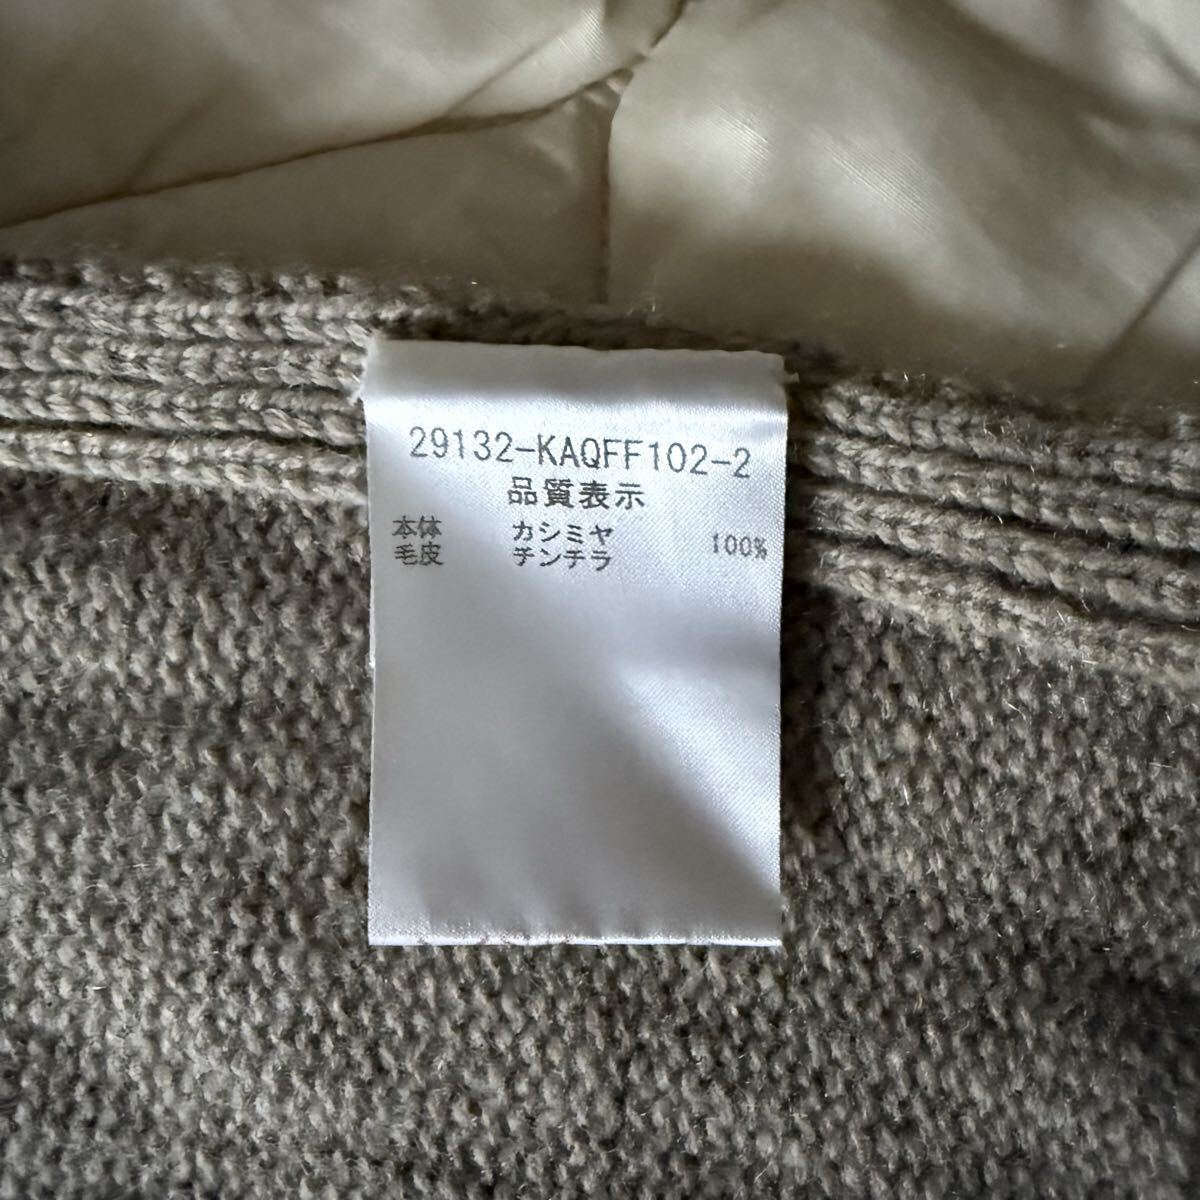 29132-KAQFF102-2
品質表示
本体 カシミヤ 100%
毛皮 チンチラ